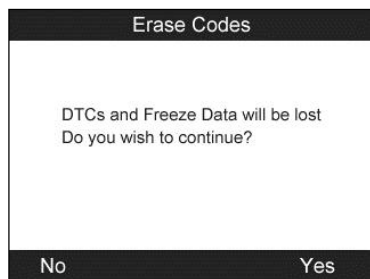 Erase Codes
DTCs and Freeze Data will be lost
Do you wish to continue?
No Yes